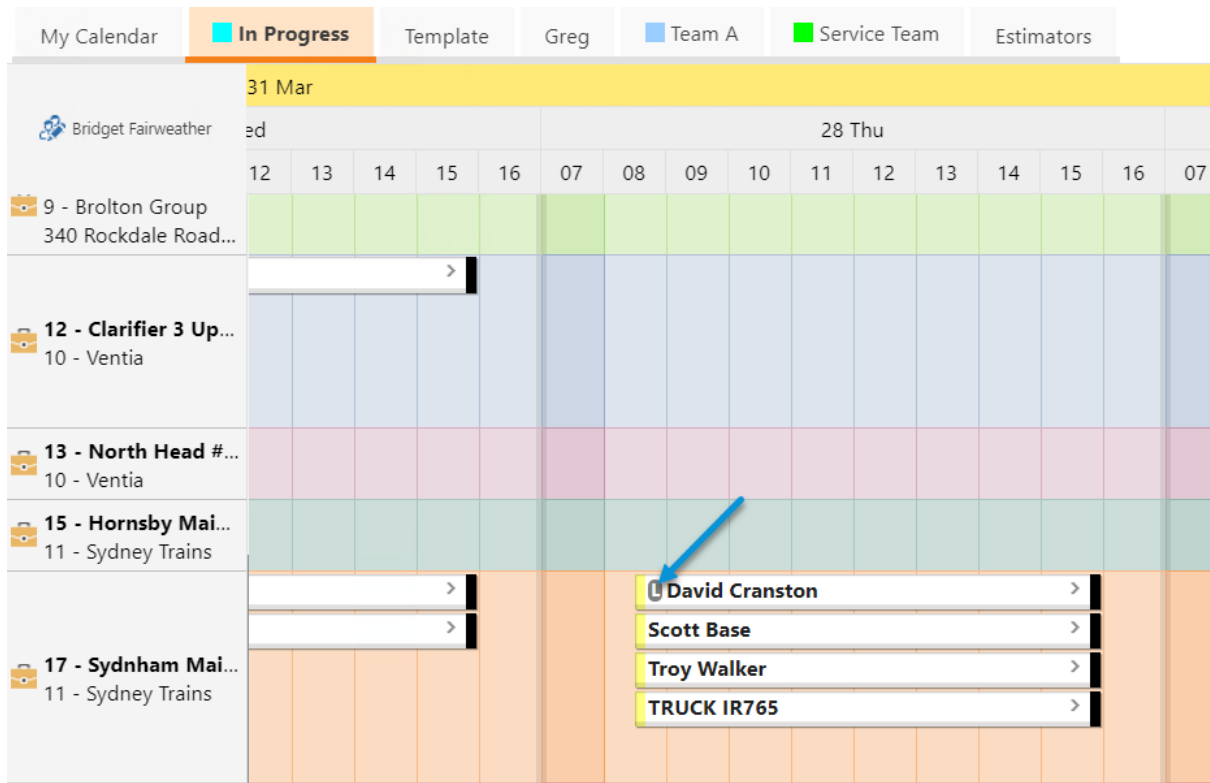 My Calendar In Progress Template Greg Team A Service Team Estimators
31 Mar
Bridget Fairweather
ed 28 Thu
12 13 14 15 16 07 08 09 10 11 12 13 14 15 16 07
9 - Brolton Group
340 Rockdale Road...
12 - Clarifier 3 Up...
10 - Ventia
13 - North Head #...
10 - Ventia
15 - Hornsby Mai...
11 - Sydney Trains
L David Cranston
Scott Base
17 - Sydnham Mai... Troy Walker
11 - Sydney Trains
TRUCK IR765